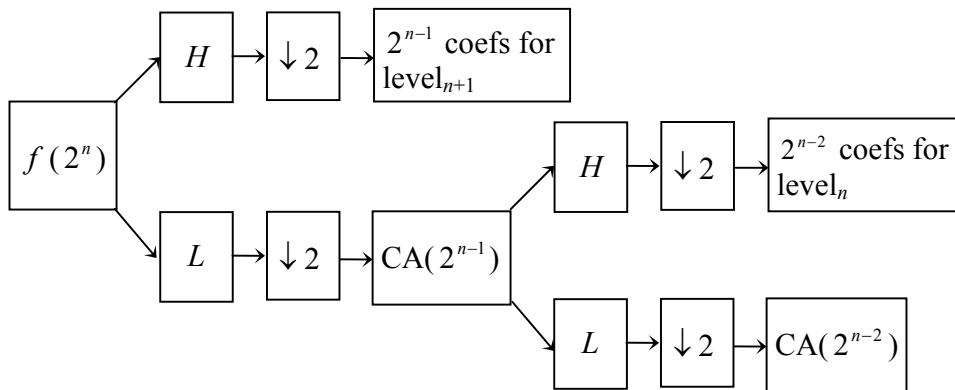 H
↓2
2^{n−1} coefs for
level_{n+1}
f(2^n)
H
↓2
2^{n−2} coefs for
level_n
L
↓2
CA(2^{n−1})
L
↓2
CA(2^{n−2})